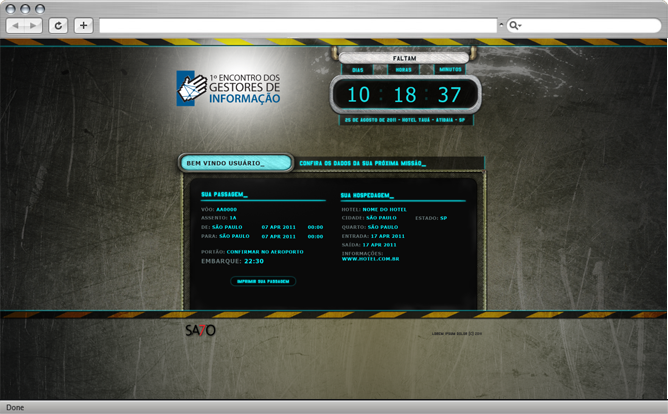 FALTAM
DIAS HORAS MINUTOS
10 : 18 : 37
25 DE AGOSTO DE 2011 - HOTEL TAUÁ - ATIBAIA - SP
1º ENCONTRO DOS
GESTORES DE
INFORMAÇÃO
BEM VINDO USUÁRIO_
CONFIRA OS DADOS DA SUA PRÓXIMA MISSÃO_
SUA PASSAGEM_
VÔO: AA0000
ASSENTO: 1A
DE: SÃO PAULO 07 APR 2011 00:00
PARA: SÃO PAULO 07 APR 2011 00:00
PORTÃO: CONFIRMAR NO AEROPORTO
EMBARQUE: 22:30
IMPRIMIR SUA PASSAGEM
SUA HOSPEDAGEM_
HOTEL: NOME DO HOTEL
CIDADE: SÃO PAULO ESTADO: SP
QUARTO: SÃO PAULO
ENTRADA: 17 APR 2011
SAÍDA: 17 APR 2011
INFORMAÇÕES:
WWW.HOTEL.COM.BR
Done